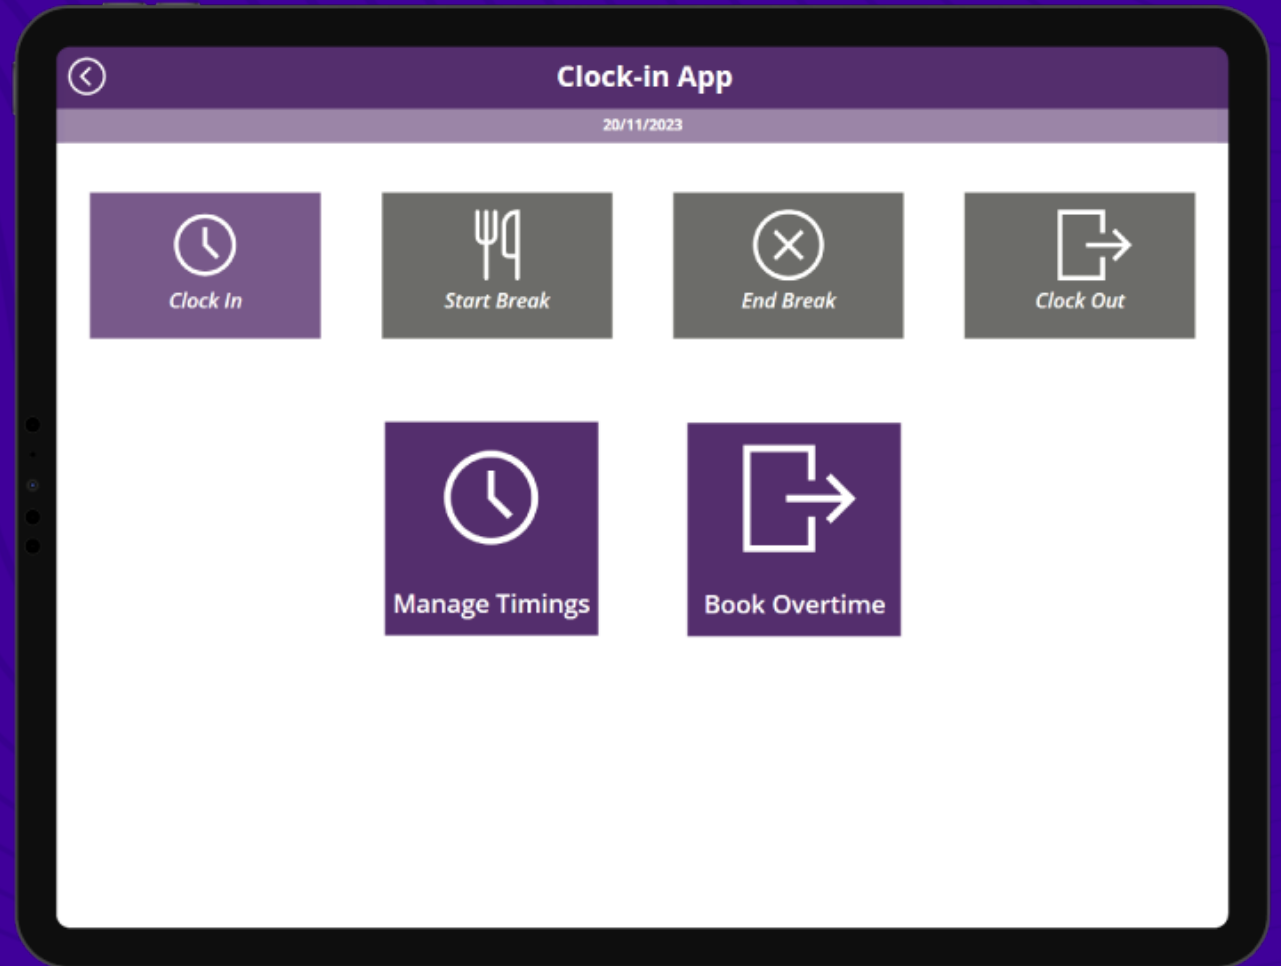 Clock-in App
20/11/2023
Clock In
Start Break
End Break
Clock Out
Manage Timings
Book Overtime